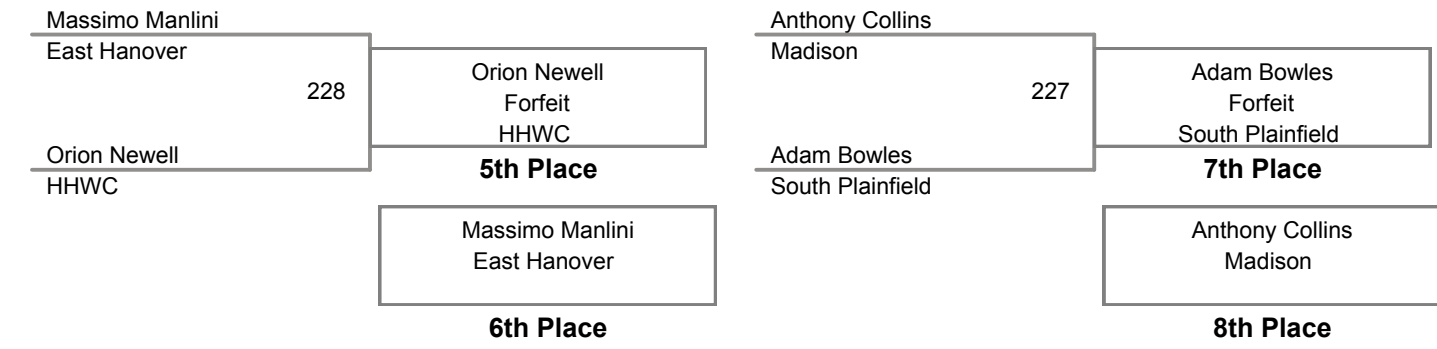 Massimo Manlini
East Hanover
228
Orion Newell
HHWC
Orion Newell
Forfeit
HHWC
5th Place
Massimo Manlini
East Hanover
6th Place
Anthony Collins
Madison
227
Adam Bowles
South Plainfield
Adam Bowles
Forfeit
South Plainfield
7th Place
Anthony Collins
Madison
8th Place